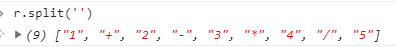 r.split('')
(9) ["1", "+", "2", "-", "3", "*", "4", "/", "5"]